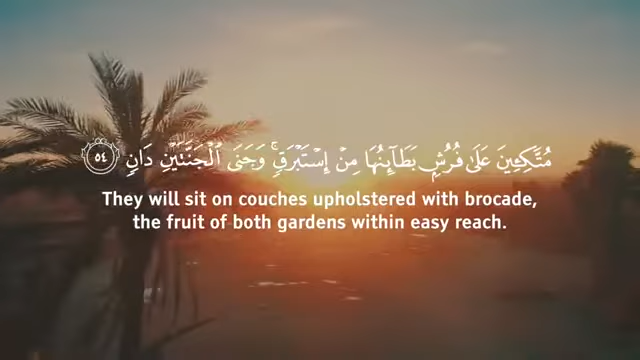 مُتَّكِـِٔينَ عَلَىٰ فُرُشٍۭ بَطَآئِنُهَا مِنْ إِسْتَبْرَقٍۚ وَجَنَى ٱلْجَنَّتَيْنِ دَانٍ ٥٤
They will sit on couches upholstered with brocade,
the fruit of both gardens within easy reach.